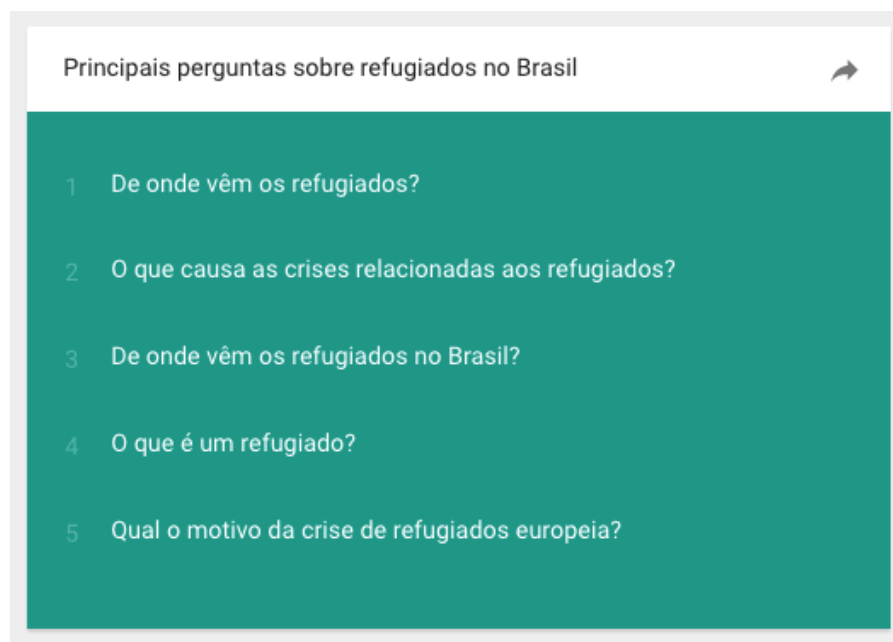 Principais perguntas sobre refugiados no Brasil
1 De onde vêm os refugiados?
2 O que causa as crises relacionadas aos refugiados?
3 De onde vêm os refugiados no Brasil?
4 O que é um refugiado?
5 Qual o motivo da crise de refugiados europeia?